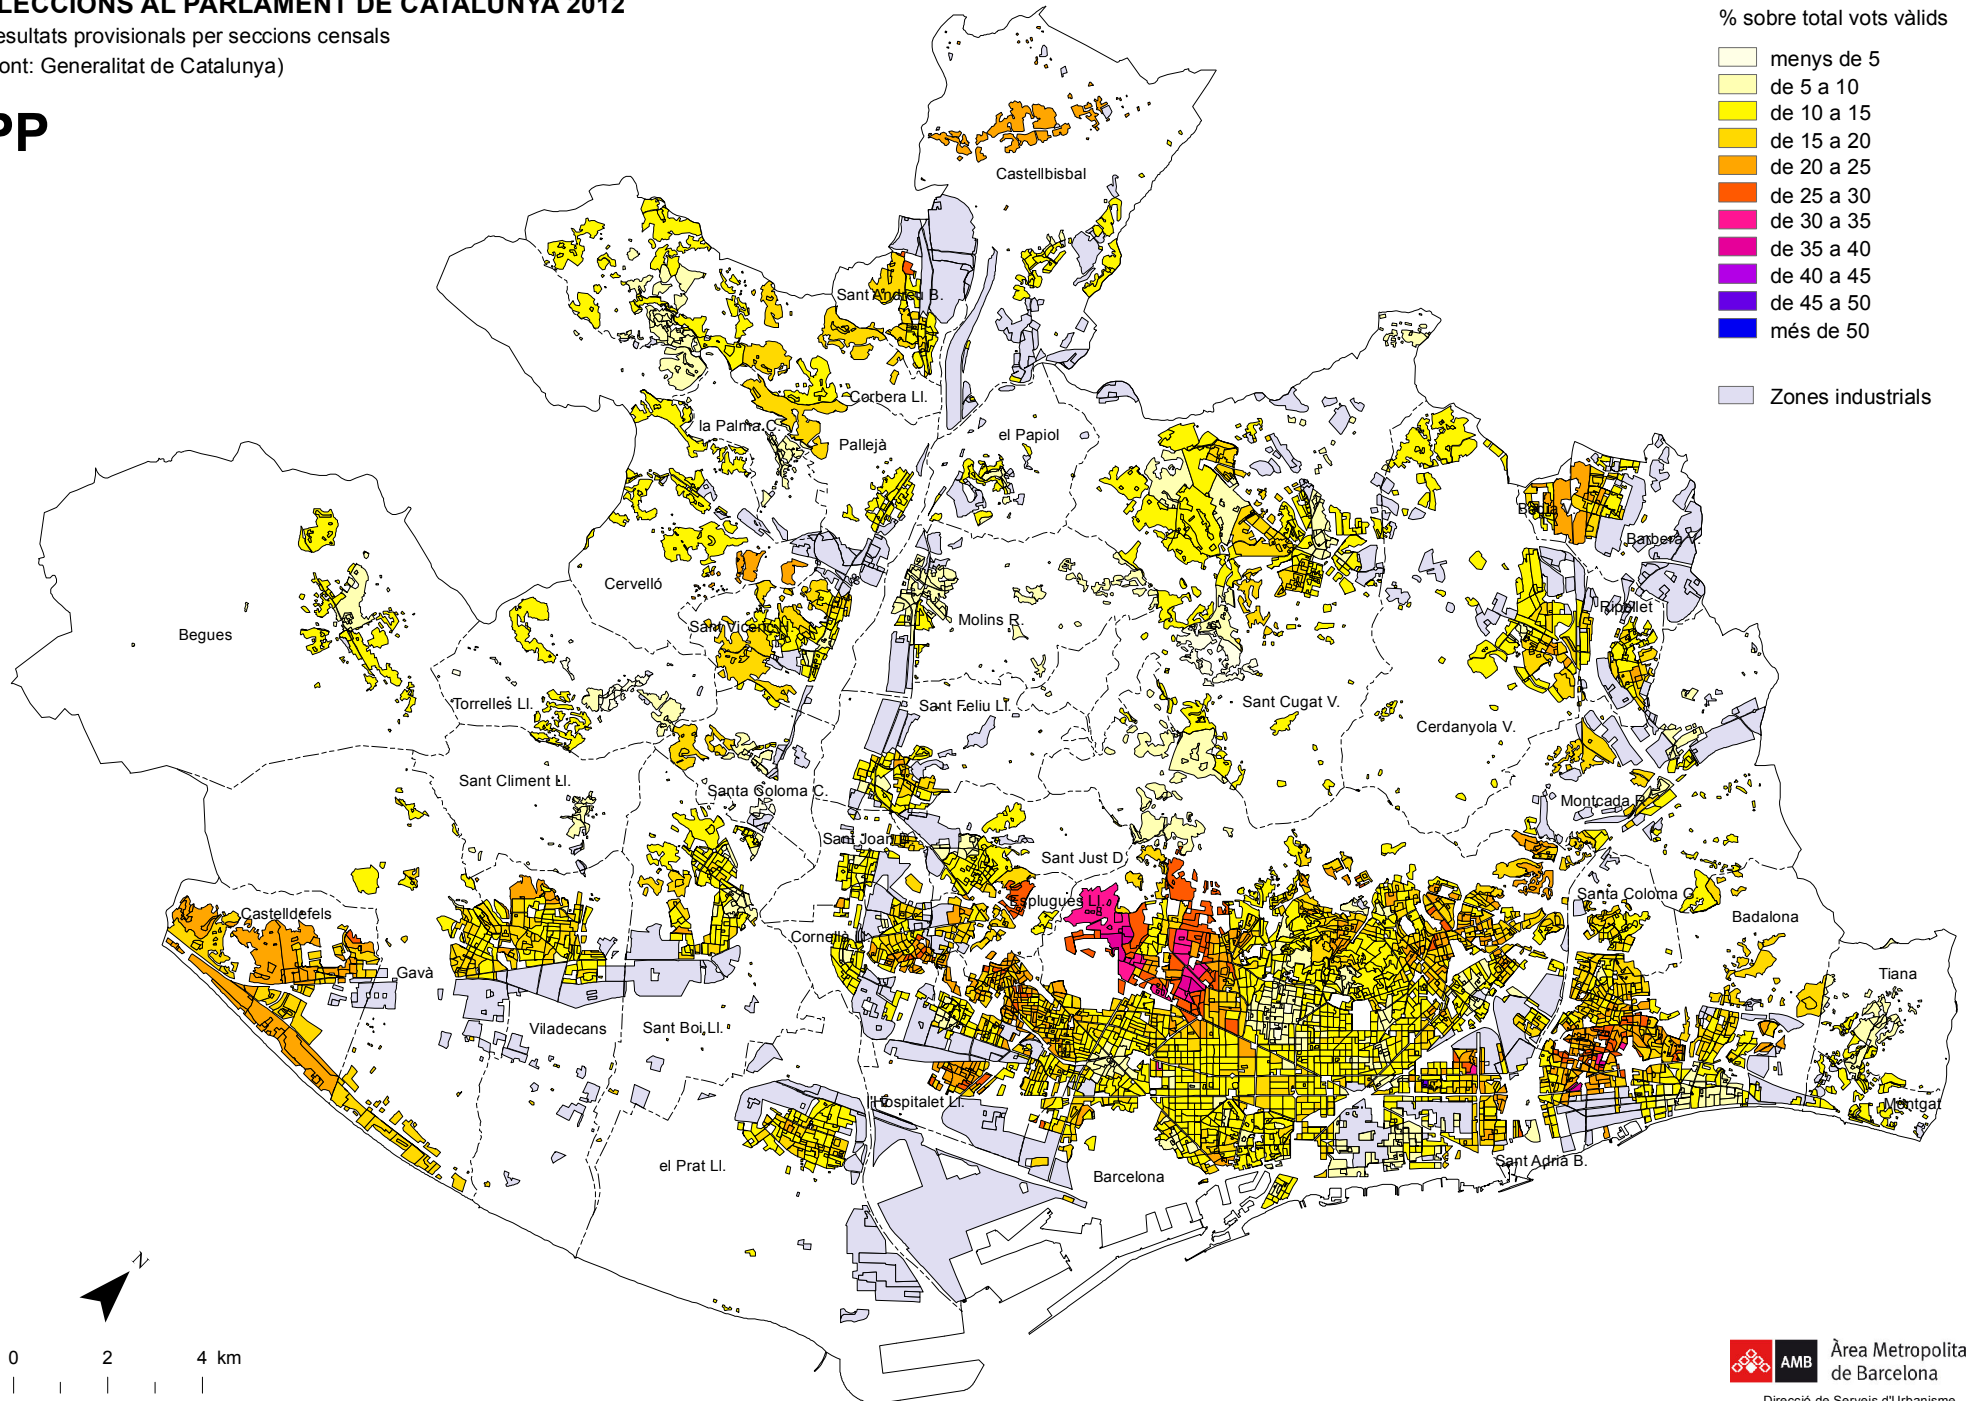 LECCIONS AL PARLAMENT DE CATALUNYA 2012
esultats provisionals per seccions censals
ont: Generalitat de Catalunya)
PP
% sobre total vots vàlids
menys de 5
de 5 a 10
de 10 a 15
de 15 a 20
de 20 a 25
de 25 a 30
de 30 a 35
de 35 a 40
de 40 a 45
de 45 a 50
més de 50
Zones industrials
Castellbisbal
Sant Andreu B.
Corbera Ll.
la Palma C.
Pallejà
el Papiol
Badia V.
Barberà V.
Cervelló
Ripollet
Begues
Sant Vicenç H.
Molins R.
Torrelles Ll.
Sant Feliu Ll.
Sant Cugat V.
Cerdanyola V.
Sant Climent Ll.
Santa Coloma C.
Montcada R.
Sant Joan D.
Sant Just D.
Esplugues Ll.
Santa Coloma G.
Castelldefels
Badalona
Cornellà Ll.
Gavà
Tiana
Viladecans
Sant Boi Ll.
l'Hospitalet Ll.
Montgat
el Prat Ll.
Barcelona
Sant Adrià B.
N
0 2 4 km
AMB
Àrea Metropolita
de Barcelona
Direcció de Serveis d'Urbanisme